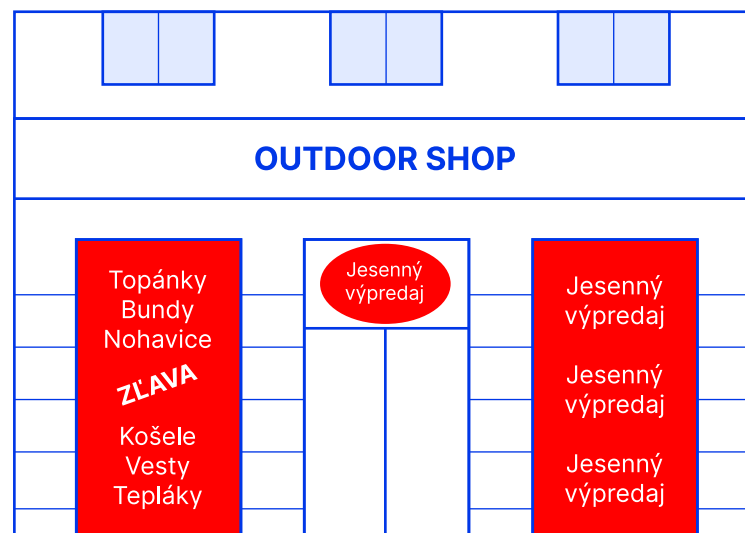 OUTDOOR SHOP
Topánky
Bundy
Nohavice
ZĽAVA
Košele
Vesty
Tepláky
Jesenný
výpredaj
Jesenný
výpredaj
Jesenný
výpredaj
Jesenný
výpredaj